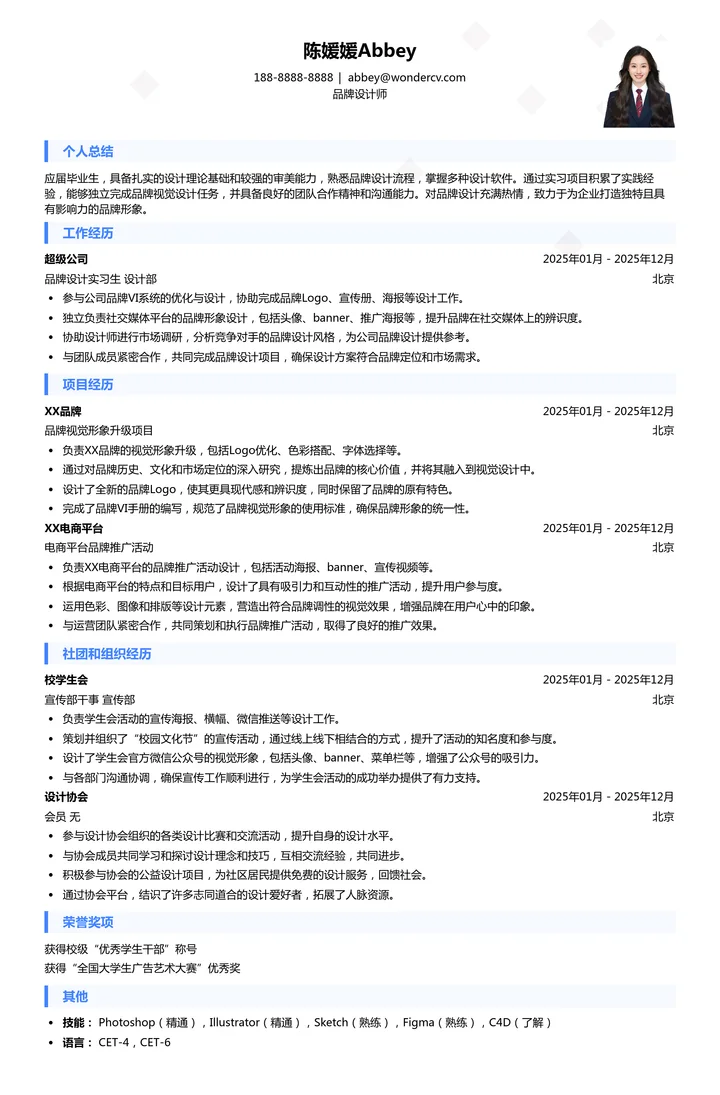 陈媛媛Abbey
188-8888-8888 | abbey@wondercv.com
品牌设计师
个人总结
应届毕业生，具备扎实的设计理论基础和较强的审美能力，熟悉品牌设计流程，掌握多种设计软件。通过实习项目积累了实践经
验，能够独立完成品牌视觉设计任务，并具备良好的团队合作精神和沟通能力。对品牌设计充满热情，致力于为企业打造独特且具
有影响力的品牌形象。
工作经历
超级公司 2025年01月 - 2025年12月
品牌设计实习生 设计部 北京
• 参与公司品牌VI系统的优化与设计，协助完成品牌Logo、宣传册、海报等设计工作。
• 独立负责社交媒体平台的品牌形象设计，包括头像、banner、推广海报等，提升品牌在社交媒体上的辨识度。
• 协助设计师进行市场调研，分析竞争对手的品牌设计风格，为公司品牌设计提供参考。
• 与团队成员紧密合作，共同完成品牌设计项目，确保设计方案符合品牌定位和市场需求。
项目经历
XX品牌 2025年01月 - 2025年12月
品牌视觉形象升级项目 北京
• 负责XX品牌的视觉形象升级，包括Logo优化、色彩搭配、字体选择等。
• 通过对品牌历史、文化和市场定位的深入研究，提炼出品牌的核心价值，并将其融入到视觉设计中。
• 设计了全新的品牌Logo，使其更具现代感和辨识度，同时保留了品牌的原有特色。
• 完成了品牌VI手册的编写，规范了品牌视觉形象的使用标准，确保品牌形象的统一性。
XX电商平台 2025年01月 - 2025年12月
电商平台品牌推广活动 北京
• 负责XX电商平台的品牌推广活动设计，包括活动海报、banner、宣传视频等。
• 根据电商平台的特点和目标用户，设计了具有吸引力和互动性的推广活动，提升用户参与度。
• 运用色彩、图像和排版等设计元素，营造出符合品牌调性的视觉效果，增强品牌在用户心中的印象。
• 与运营团队紧密合作，共同策划和执行品牌推广活动，取得了良好的推广效果。
社团和组织经历
校学生会 2025年01月 - 2025年12月
宣传部干事 宣传部 北京
• 负责学生会活动的宣传海报、横幅、微信推送等设计工作。
• 策划并组织了“校园文化节”的宣传活动，通过线上线下相结合的方式，提升了活动的知名度和参与度。
• 设计了学生会官方微信公众号的视觉形象，包括头像、banner、菜单栏等，增强了公众号的吸引力。
• 与各部门沟通协调，确保宣传工作顺利进行，为学生会活动的成功举办提供了有力支持。
设计协会 2025年01月 - 2025年12月
会员 无 北京
• 参与设计协会组织的各类设计比赛和交流活动，提升自身的设计水平。
• 与协会成员共同学习和探讨设计理念和技巧，互相交流经验，共同进步。
• 积极参与协会的公益设计项目，为社区居民提供免费的设计服务，回馈社会。
• 通过协会平台，结识了许多志同道合的设计爱好者，拓展了人脉资源。
荣誉奖项
获得校级“优秀学生干部”称号
获得“全国大学生广告艺术大赛”优秀奖
其他
• 技能： Photoshop（精通），Illustrator（精通），Sketch（熟练），Figma（熟练），C4D（了解）
• 语言： CET-4，CET-6